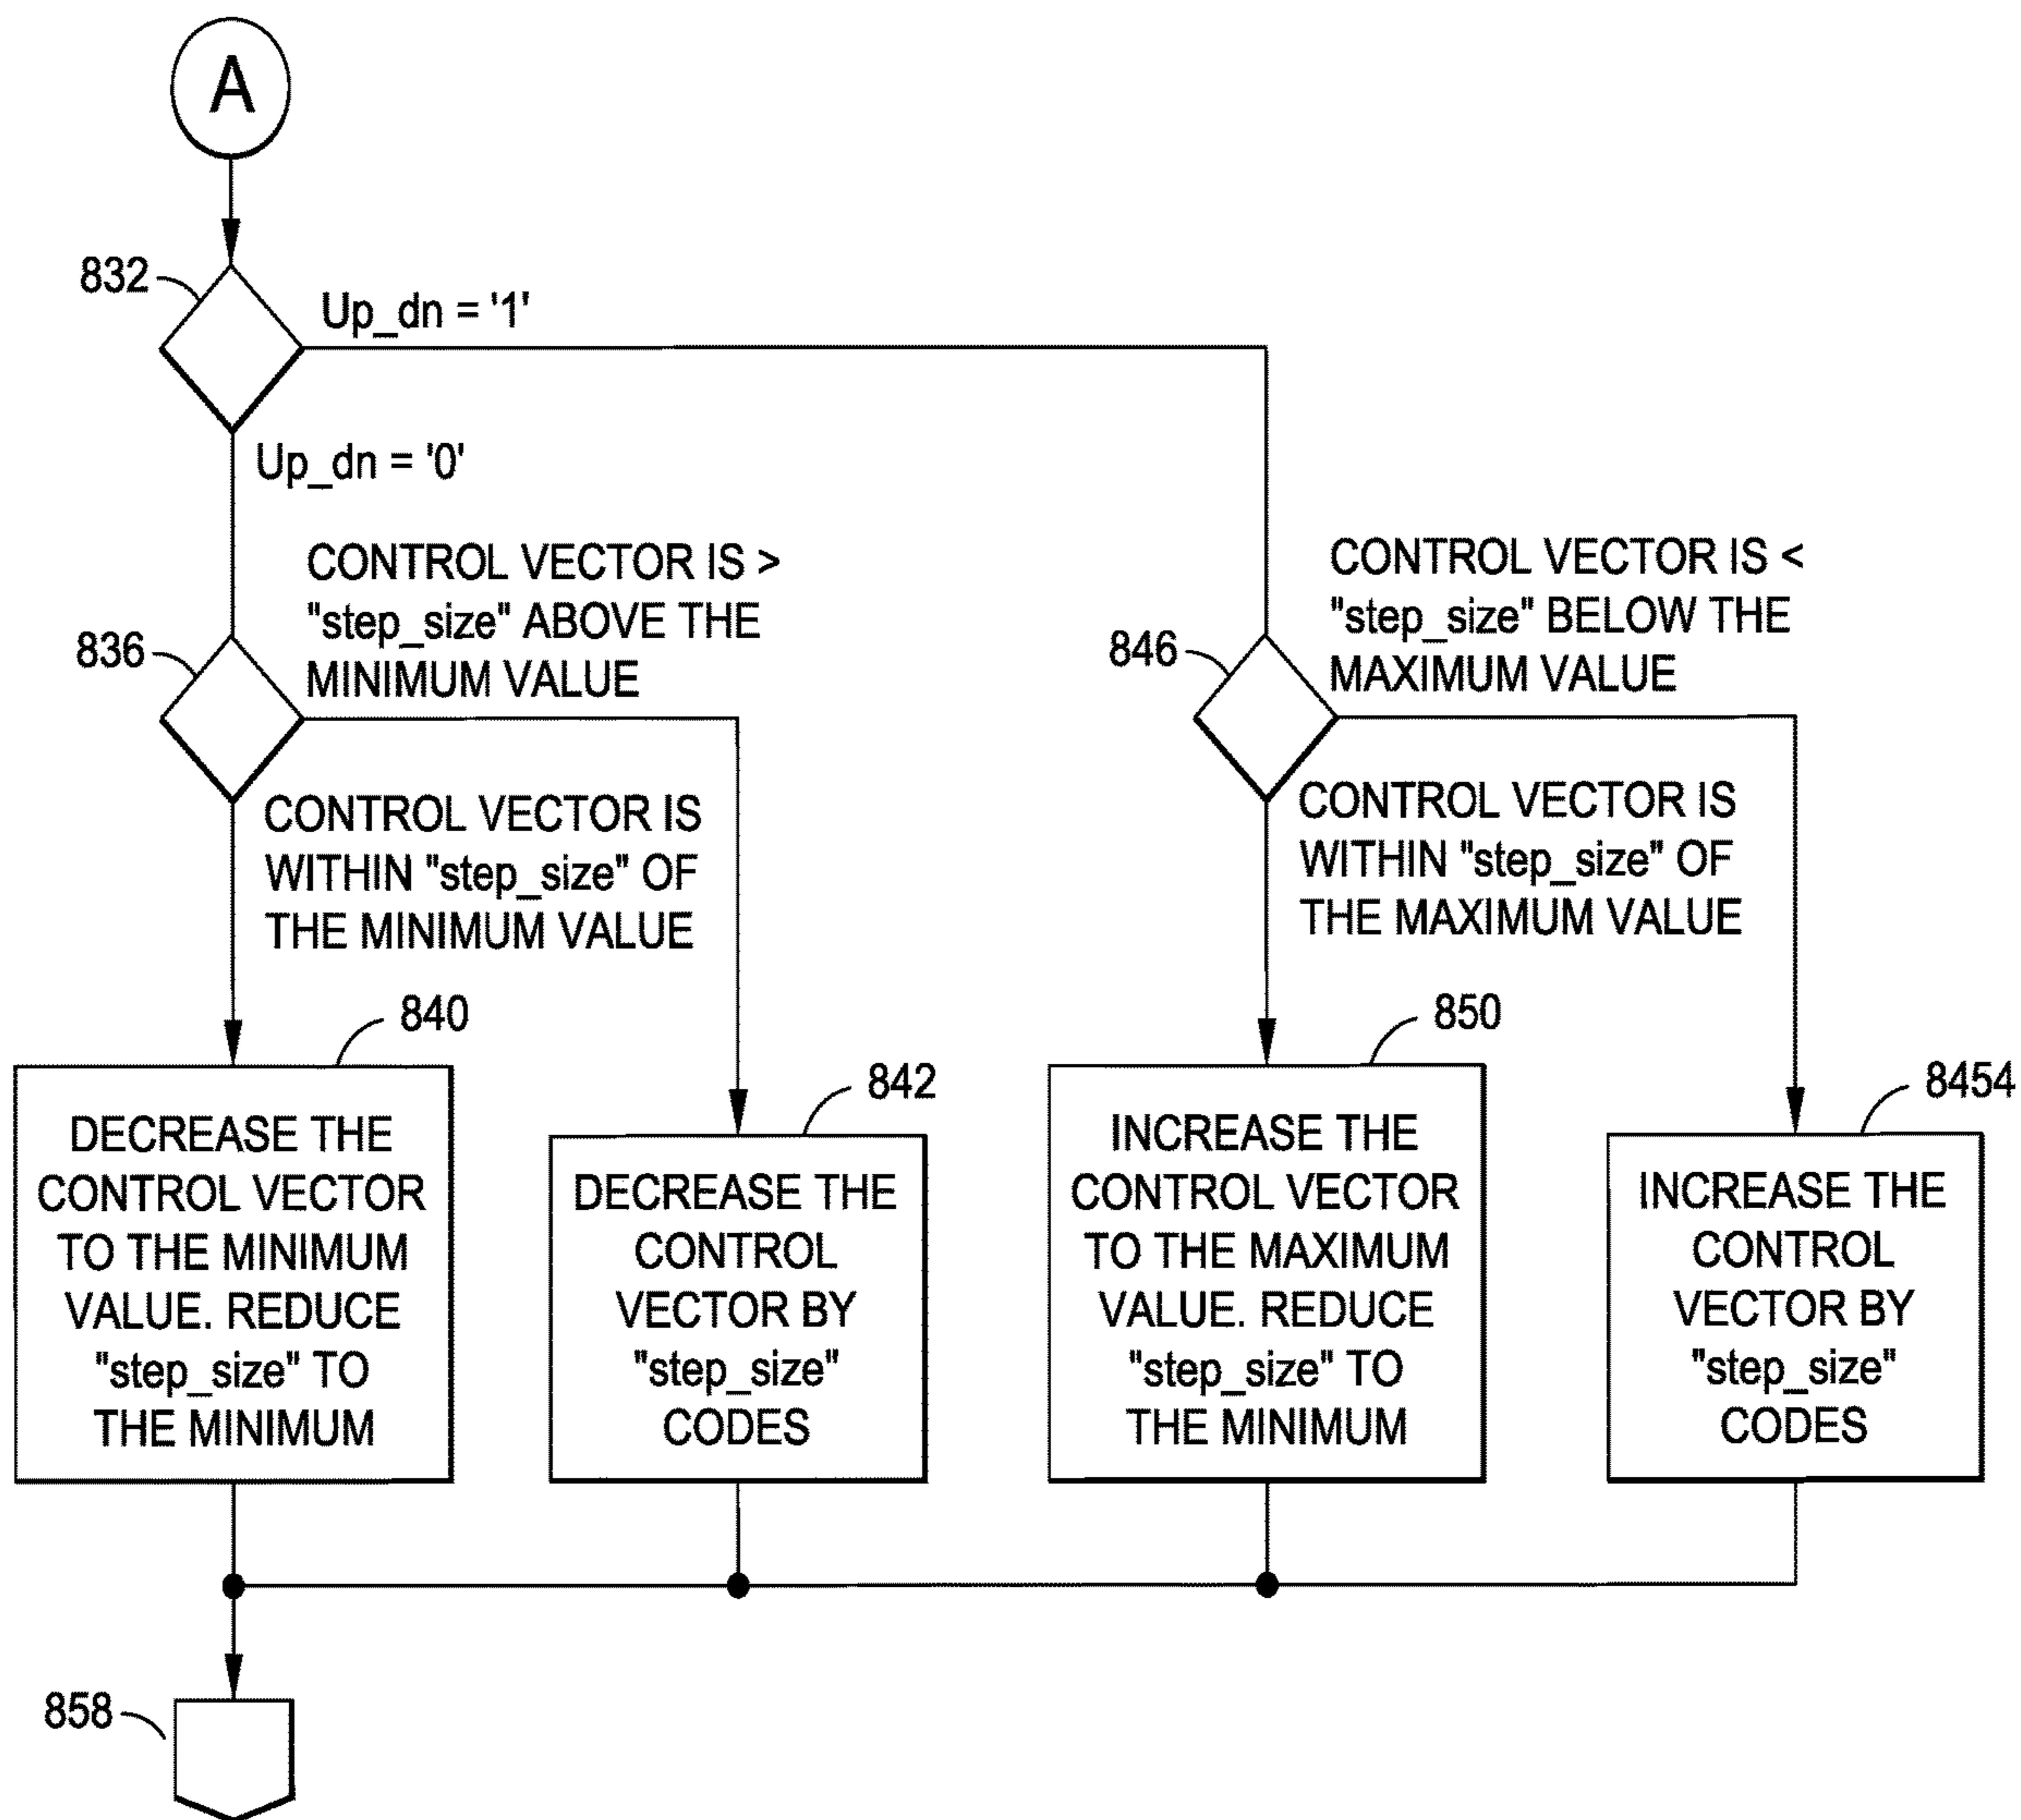 A
832
Up_dn = '1'
Up_dn = '0'
CONTROL VECTOR IS >
"step_size" ABOVE THE
MINIMUM VALUE
836
CONTROL VECTOR IS <
"step_size" BELOW THE
MAXIMUM VALUE
846
CONTROL VECTOR IS
WITHIN "step_size" OF
THE MINIMUM VALUE
CONTROL VECTOR IS
WITHIN "step_size" OF
THE MAXIMUM VALUE
840
DECREASE THE
CONTROL VECTOR
TO THE MINIMUM
VALUE. REDUCE
"step_size" TO
THE MINIMUM
842
DECREASE THE
CONTROL
VECTOR BY
"step_size"
CODES
850
INCREASE THE
CONTROL VECTOR
TO THE MAXIMUM
VALUE. REDUCE
"step_size" TO
THE MINIMUM
8454
INCREASE THE
CONTROL
VECTOR BY
"step_size"
CODES
858